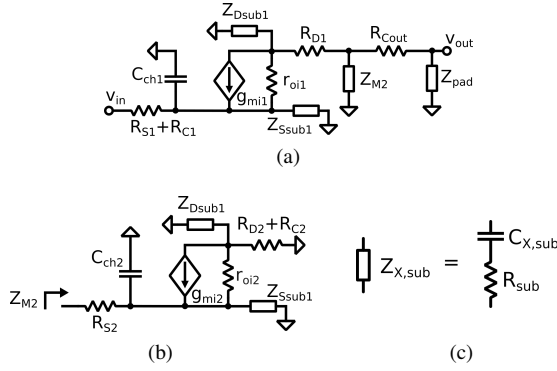 Z_Dsub1
R_D1
R_Cout
v_out
C_ch1
g_mi1
r_oi1
Z_M2
Z_pad
v_in
R_S1+R_C1
Z_Ssub1
(a)
Z_Dsub1
R_D2+R_C2
C_ch2
g_mi2
r_oi2
Z_M2
R_S2
Z_Ssub1
(b)
C_X,sub
Z_X,sub =
R_sub
(c)